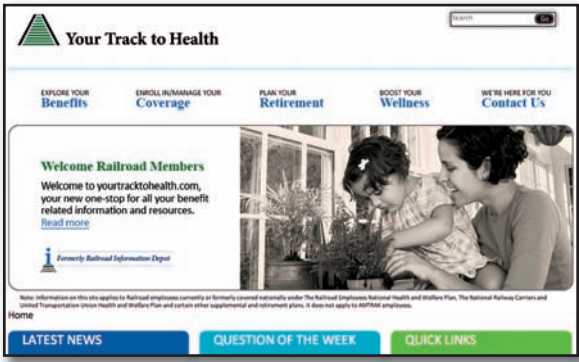 Your Track to Health
Search
Go
EXPLORE YOUR
Benefits
ENROLL IN/MANAGE YOUR
Coverage
PLAN YOUR
Retirement
BOOST YOUR
Wellness
WE'RE HERE FOR YOU
Contact Us
Welcome Railroad Members
Welcome to yourtracktohealth.com,
your new one-stop for all your benefit
related information and resources.
Read more
i Formerly Railroad Information Depot
Note: Information on this site applies to Railroad employees currently or formerly covered nationally under The Railroad Employees National Health and Welfare Plan, The National Railway Carriers and
United Transportation Union Health and Welfare Plan and certain other supplemental and retirement plans. It does not apply to AMTRAK employees.
Home
LATEST NEWS
QUESTION OF THE WEEK
QUICK LINKS